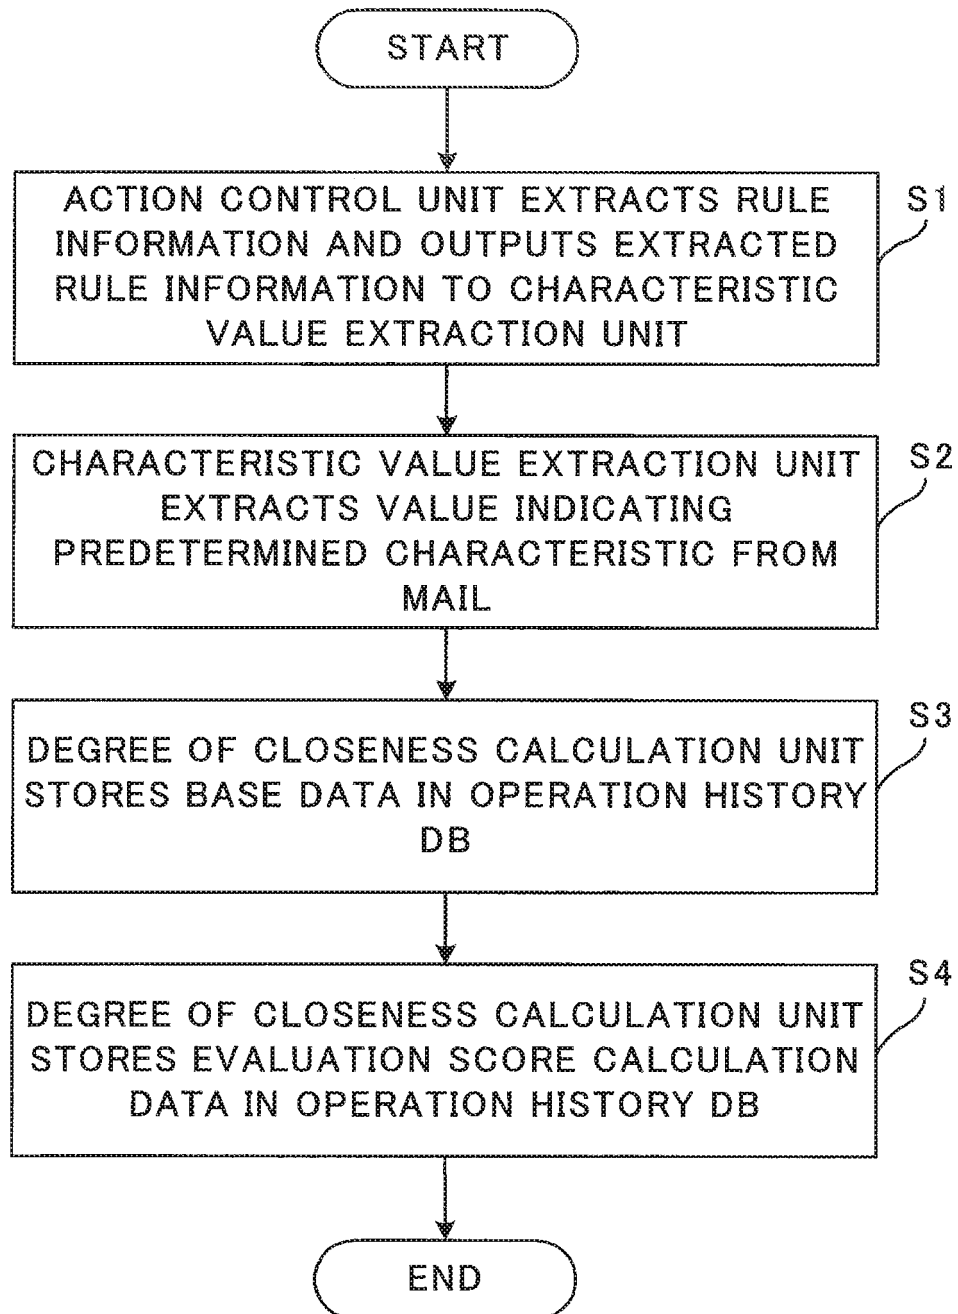 START
ACTION CONTROL UNIT EXTRACTS RULE
INFORMATION AND OUTPUTS EXTRACTED
RULE INFORMATION TO CHARACTERISTIC
VALUE EXTRACTION UNIT
S1
CHARACTERISTIC VALUE EXTRACTION UNIT
EXTRACTS VALUE INDICATING
PREDETERMINED CHARACTERISTIC FROM
MAIL
S2
DEGREE OF CLOSENESS CALCULATION UNIT
STORES BASE DATA IN OPERATION HISTORY
DB
S3
DEGREE OF CLOSENESS CALCULATION UNIT
STORES EVALUATION SCORE CALCULATION
DATA IN OPERATION HISTORY DB
S4
END